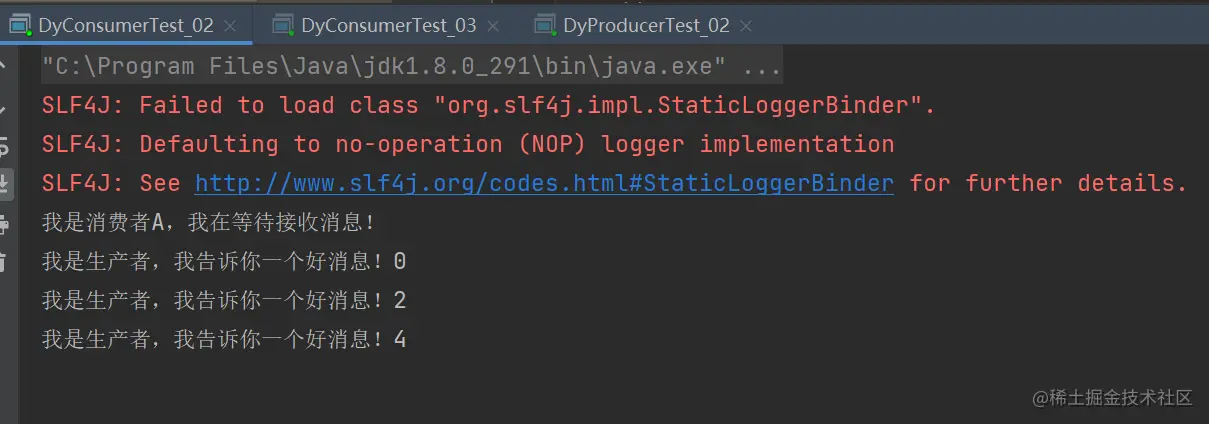 DyConsumerTest_02 × DyConsumerTest_03 × DyProducerTest_02 ×
"C:\Program Files\Java\jdk1.8.0_291\bin\java.exe" ...
SLF4J: Failed to load class "org.slf4j.impl.StaticLoggerBinder".
SLF4J: Defaulting to no-operation (NOP) logger implementation
SLF4J: See http://www.slf4j.org/codes.html#StaticLoggerBinder for further details.
我是消费者A，我在等待接收消息！
我是生产者，我告诉你一个好消息！0
我是生产者，我告诉你一个好消息！2
我是生产者，我告诉你一个好消息！4
@稀土掘金技术社区